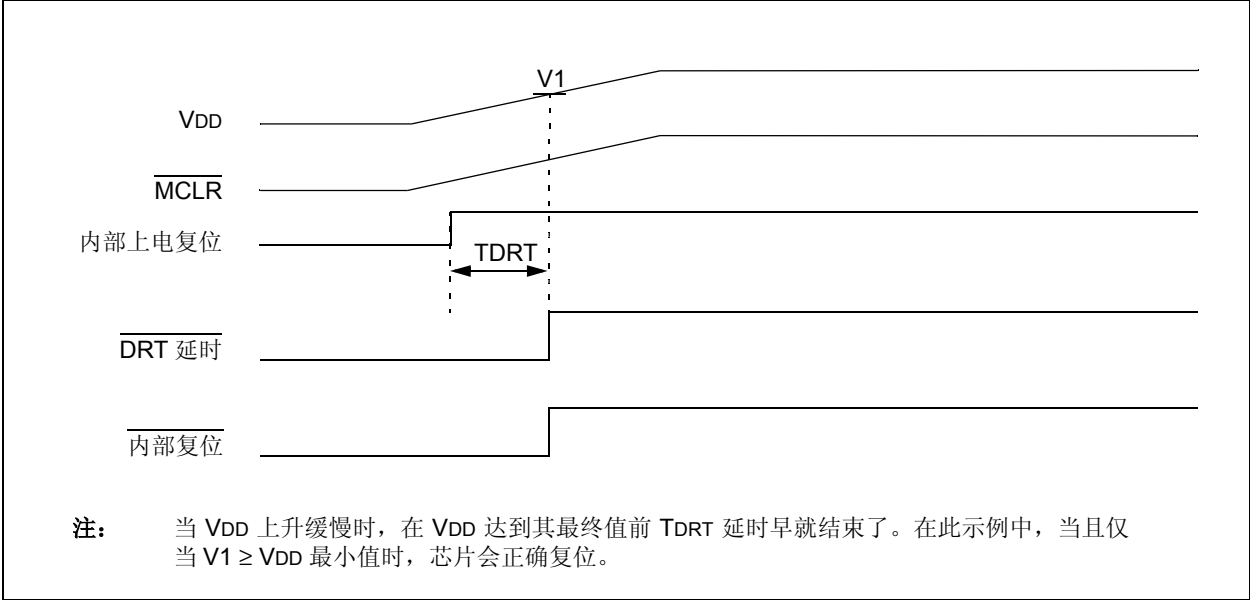 V1
VDD
MCLR
内部上电复位
TDRT
DRT 延时
内部复位
注： 当 VDD 上升缓慢时，在 VDD 达到其最终值前 TDRT 延时早就结束了。在此示例中，当且仅
当 V1 ≥ VDD 最小值时，芯片会正确复位。